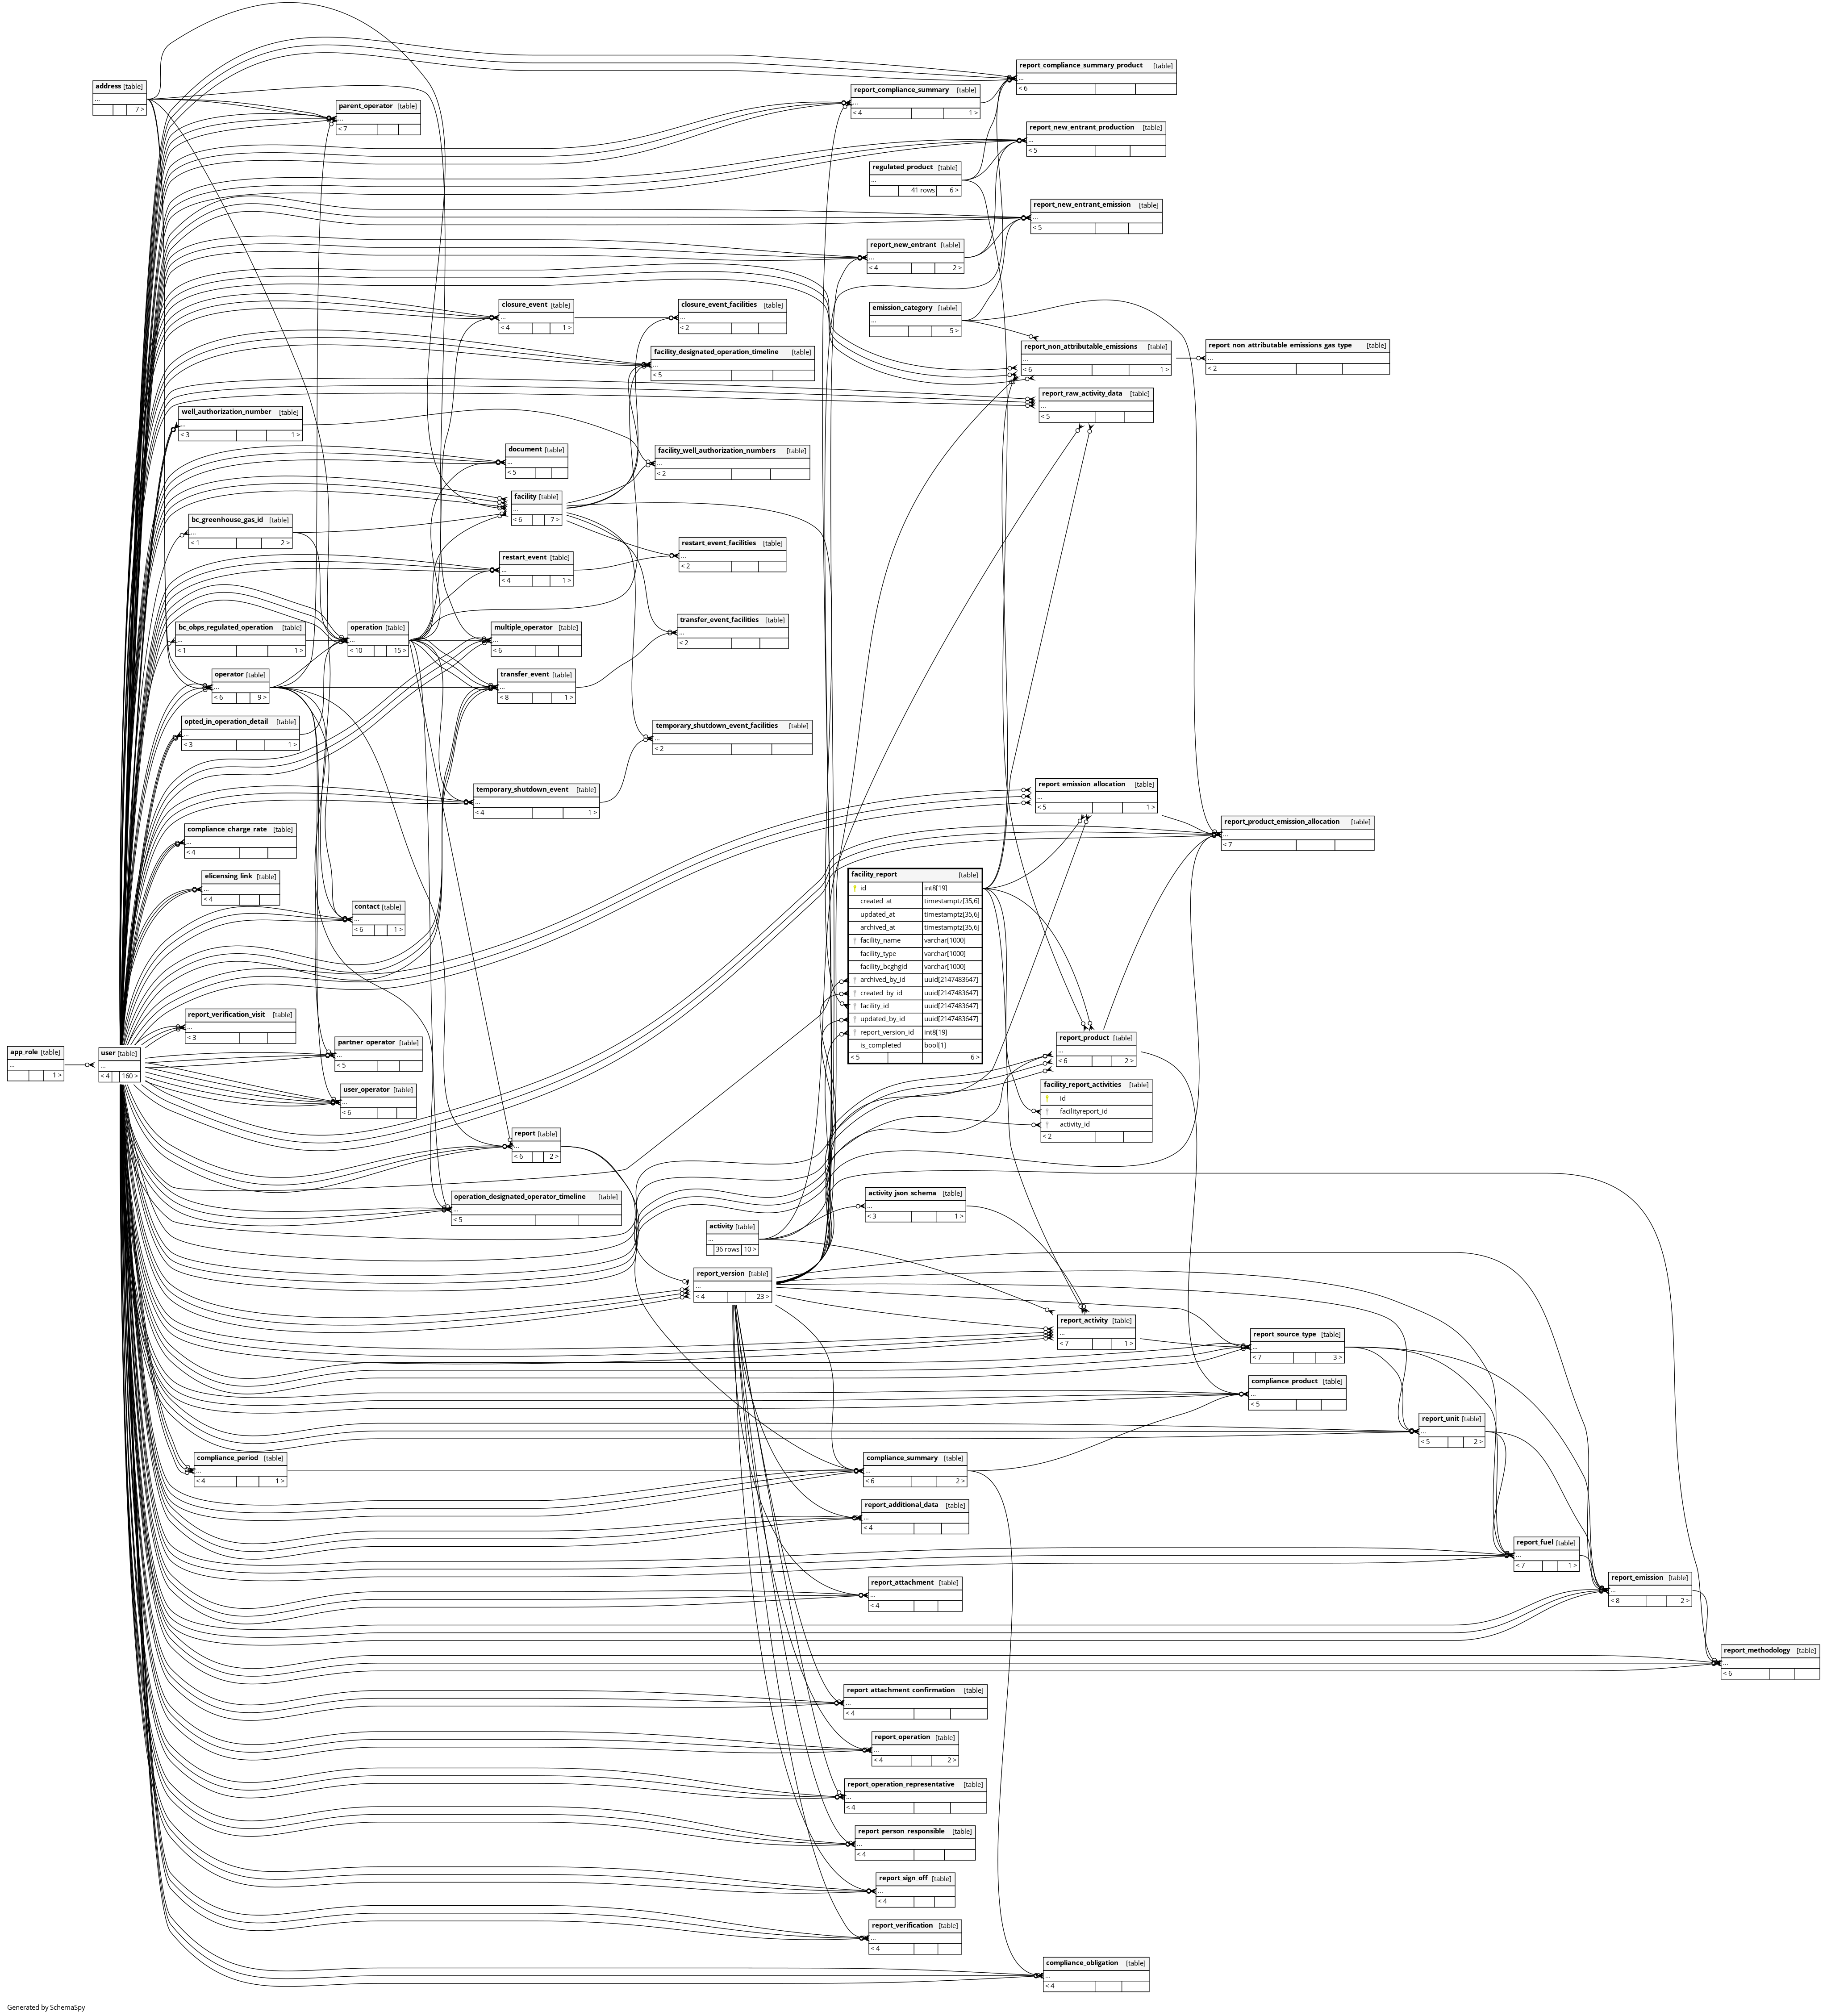 report_compliance_summary_product [table]
...
< 6
address [table]
...
7 >
report_compliance_summary [table]
...
< 4 1 >
parent_operator [table]
...
< 7
report_new_entrant_production [table]
...
< 5
regulated_product [table]
...
41 rows 6 >
report_new_entrant_emission [table]
...
< 5
report_new_entrant [table]
...
< 4 2 >
closure_event [table]
...
< 4 1 >
closure_event_facilities [table]
...
< 2
emission_category [table]
...
5 >
report_non_attributable_emissions [table]
...
< 6 1 >
report_non_attributable_emissions_gas_type [table]
...
< 2
facility_designated_operation_timeline [table]
...
< 5
report_raw_activity_data [table]
...
< 5
well_authorization_number [table]
...
< 3 1 >
document [table]
...
< 5
facility_well_authorization_numbers [table]
...
< 2
facility [table]
...
< 6 7 >
bc_greenhouse_gas_id [table]
...
< 1 2 >
restart_event [table]
...
< 4 1 >
restart_event_facilities [table]
...
< 2
bc_obps_regulated_operation [table]
...
< 1 1 >
operation [table]
...
< 10 15 >
multiple_operator [table]
...
< 6
transfer_event_facilities [table]
...
< 2
operator [table]
...
< 6 9 >
transfer_event [table]
...
< 8 1 >
opted_in_operation_detail [table]
...
< 3 1 >
temporary_shutdown_event_facilities [table]
...
< 2
temporary_shutdown_event [table]
...
< 4 1 >
report_emission_allocation [table]
...
< 5 1 >
compliance_charge_rate [table]
...
< 4
report_product_emission_allocation [table]
...
< 7
elicensing_link [table]
...
< 4
facility_report [table]
id int8[19]
created_at timestamptz[35,6]
updated_at timestamptz[35,6]
archived_at timestamptz[35,6]
facility_name varchar[1000]
facility_type varchar[1000]
facility_bcghgid varchar[1000]
archived_by_id uuid[2147483647]
created_by_id uuid[2147483647]
facility_id uuid[2147483647]
updated_by_id uuid[2147483647]
report_version_id int8[19]
is_completed bool[1]
< 5 6 >
contact [table]
...
< 6 1 >
report_verification_visit [table]
...
< 3
app_role [table]
...
1 >
user [table]
...
< 4 160 >
partner_operator [table]
...
< 5
report_product [table]
...
< 6 2 >
user_operator [table]
...
< 6
facility_report_activities [table]
id
facilityreport_id
activity_id
< 2
report [table]
...
< 6 2 >
operation_designated_operator_timeline [table]
...
< 5
activity_json_schema [table]
...
< 3 1 >
activity [table]
...
36 rows 10 >
report_version [table]
...
< 4 23 >
report_activity [table]
...
< 7 1 >
report_source_type [table]
...
< 7 3 >
compliance_product [table]
...
< 5
report_unit [table]
...
< 5 2 >
compliance_period [table]
...
< 4 1 >
compliance_summary [table]
...
< 6 2 >
report_additional_data [table]
...
< 4
report_fuel [table]
...
< 7 1 >
report_attachment [table]
...
< 4
report_emission [table]
...
< 8 2 >
report_methodology [table]
...
< 6
report_attachment_confirmation [table]
...
< 4
report_operation [table]
...
< 4 2 >
report_operation_representative [table]
...
< 4
report_person_responsible [table]
...
< 4
report_sign_off [table]
...
< 4
report_verification [table]
...
< 4
compliance_obligation [table]
...
< 4
Generated by SchemaSpy